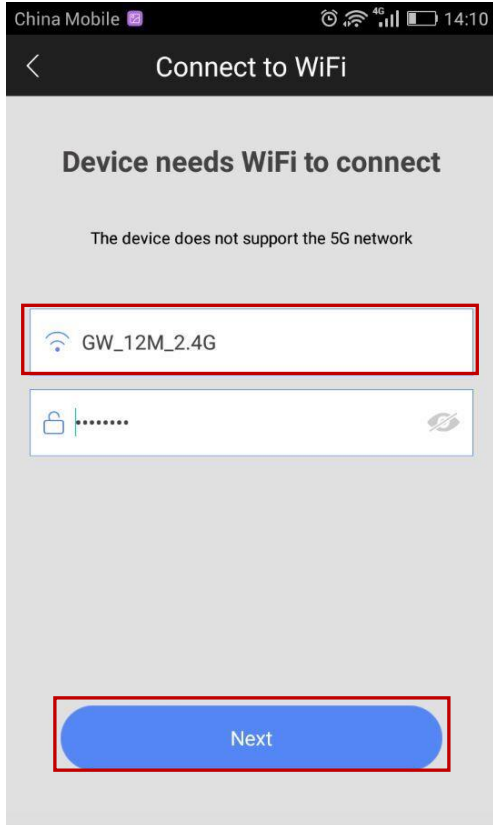 China Mobile 4G 14:10
Connect to WiFi
Device needs WiFi to connect
The device does not support the 5G network
GW_12M_2.4G
••••••••
Next